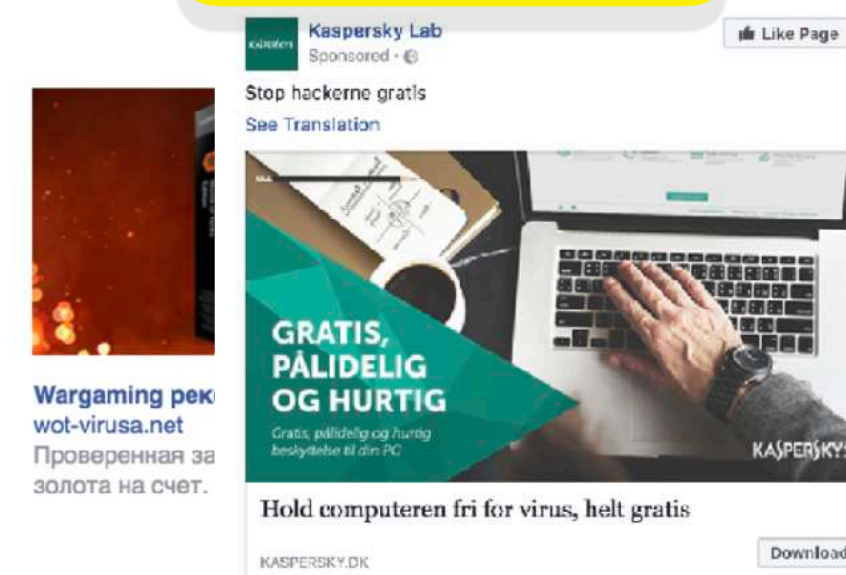 Kaspersky Lab
Like Page
Sponsored ·
Stop hackerne gratis
See Translation
GRATIS,
PÅLIDELIG
OG HURTIG
Gratis, pålidelig og hurtig
beskyttelse til din PC
KASPERSKY
Hold computeren fri for virus, helt gratis
KASPERSKY.DK
Download
Wargaming
wot-virusa.net
Проверенная
золота на счет.